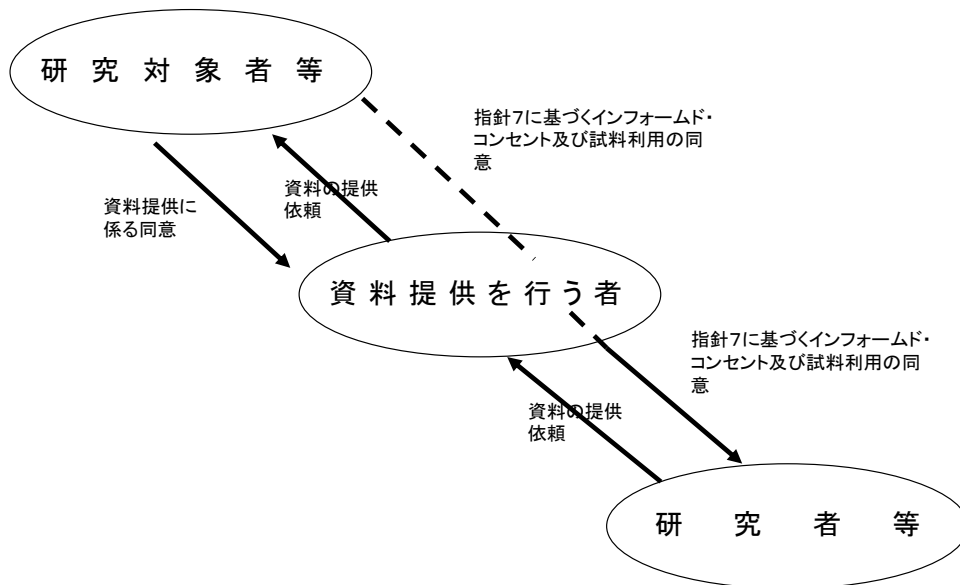 研究対象者等
指針7に基づくインフォームド・
コンセント及び試料利用の同
意
資料の提供
依頼
資料提供に
係る同意
資料提供を行う者
指針7に基づくインフォームド・
コンセント及び試料利用の同
意
資料の提供
依頼
研究者等